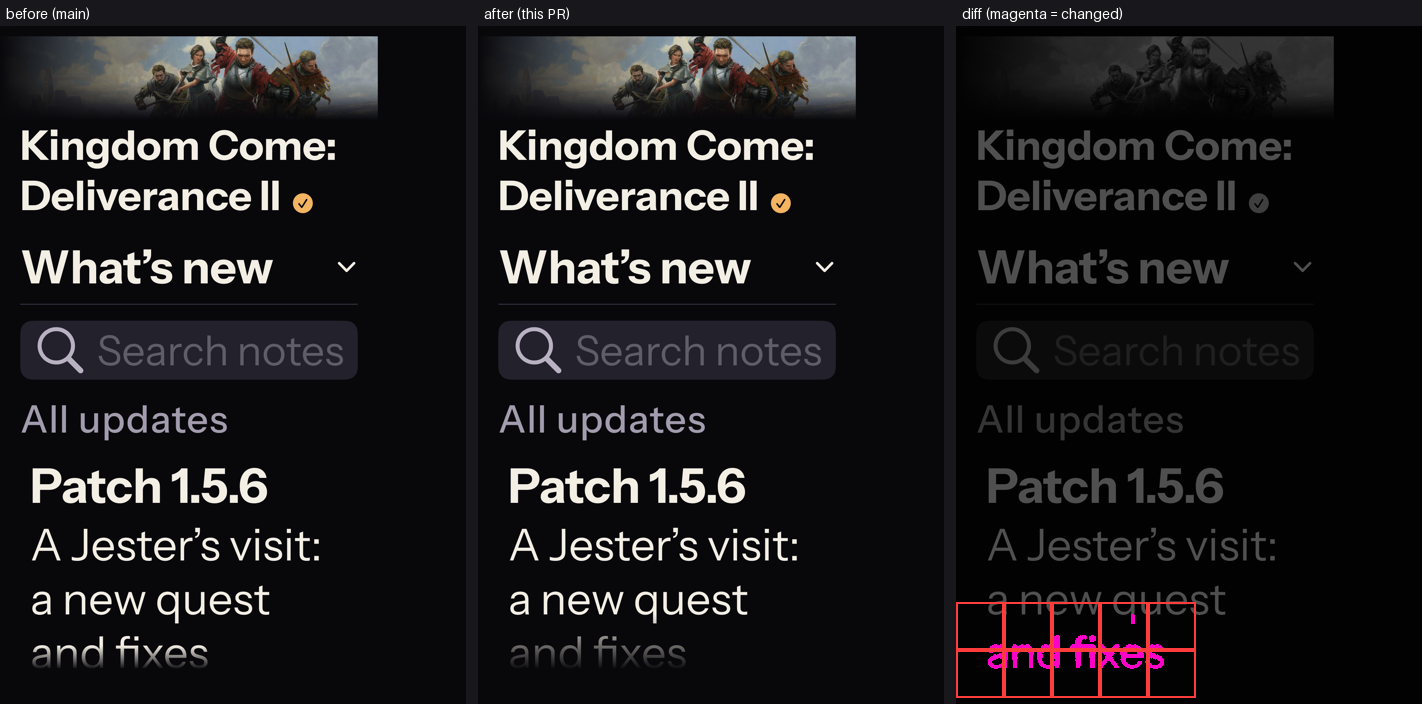 before (main)
Kingdom Come:
Deliverance II
What's new
Search notes
All updates
Patch 1.5.6
A Jester's visit:
a new quest
and fixes
after (this PR)
Kingdom Come:
Deliverance II
What's new
Search notes
All updates
Patch 1.5.6
A Jester's visit:
a new quest
and fixes
diff (magenta = changed)
Kingdom Come:
Deliverance II
What's new
Search notes
All updates
Patch 1.5.6
A Jester's visit:
a new quest
and fixes